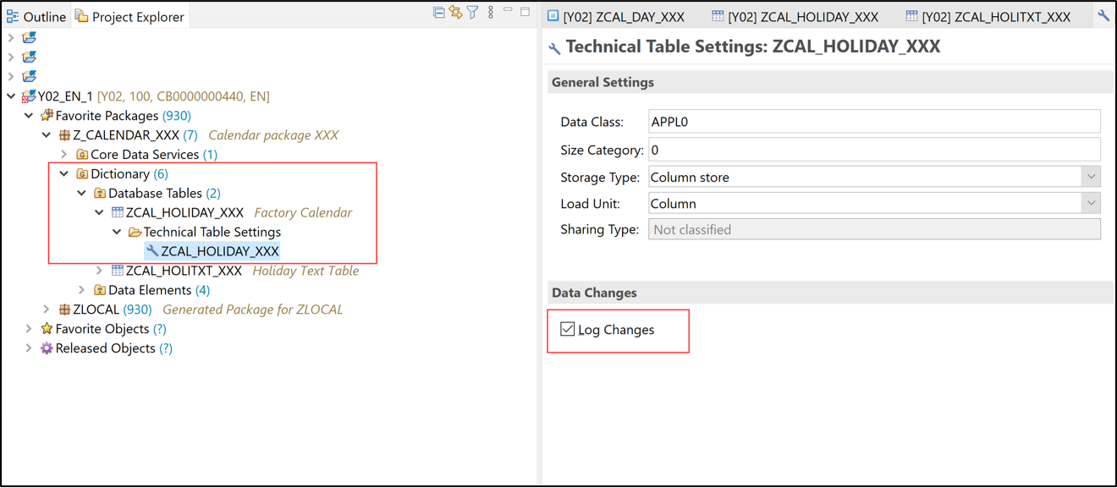 Outline
Project Explorer
Y02_EN_1 [Y02, 100, CB0000000440, EN]
Favorite Packages (930)
Z_CALENDAR_XXX (7) Calendar package XXX
Core Data Services (1)
Dictionary (6)
Database Tables (2)
ZCAL_HOLIDAY_XXX Factory Calendar
Technical Table Settings
ZCAL_HOLIDAY_XXX
ZCAL_HOLITXT_XXX Holiday Text Table
Data Elements (4)
ZLOCAL (930) Generated Package for ZLOCAL
Favorite Objects (?)
Released Objects (?)
[Y02] ZCAL_DAY_XXX
[Y02] ZCAL_HOLIDAY_XXX
[Y02] ZCAL_HOLITXT_XXX
Technical Table Settings: ZCAL_HOLIDAY_XXX
General Settings
Data Class: APPL0
Size Category: 0
Storage Type: Column store
Load Unit: Column
Sharing Type: Not classified
Data Changes
Log Changes